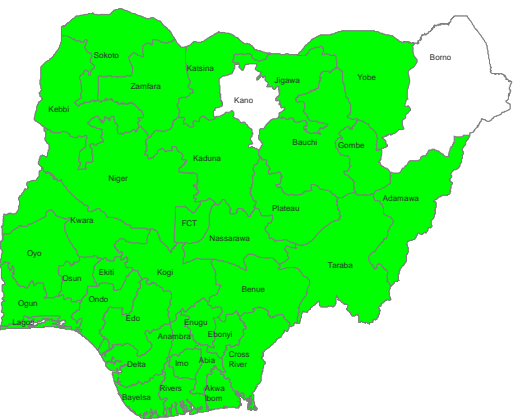 Borno
Sokoto
Katsina
Jigawa
Yobe
Zamfara
Kano
Kebbi
Bauchi
Gombe
Kaduna
Niger
Adamawa
Plateau
Kwara
FCT
Nassarawa
Oyo
Taraba
Osun
Ekiti
Kogi
Benue
Ogun
Ondo
Lagos
Edo
Enugu
Anambra
Ebonyi
Cross
River
Delta
Imo
Abia
Bayelsa
Rivers
Akwa
Ibom